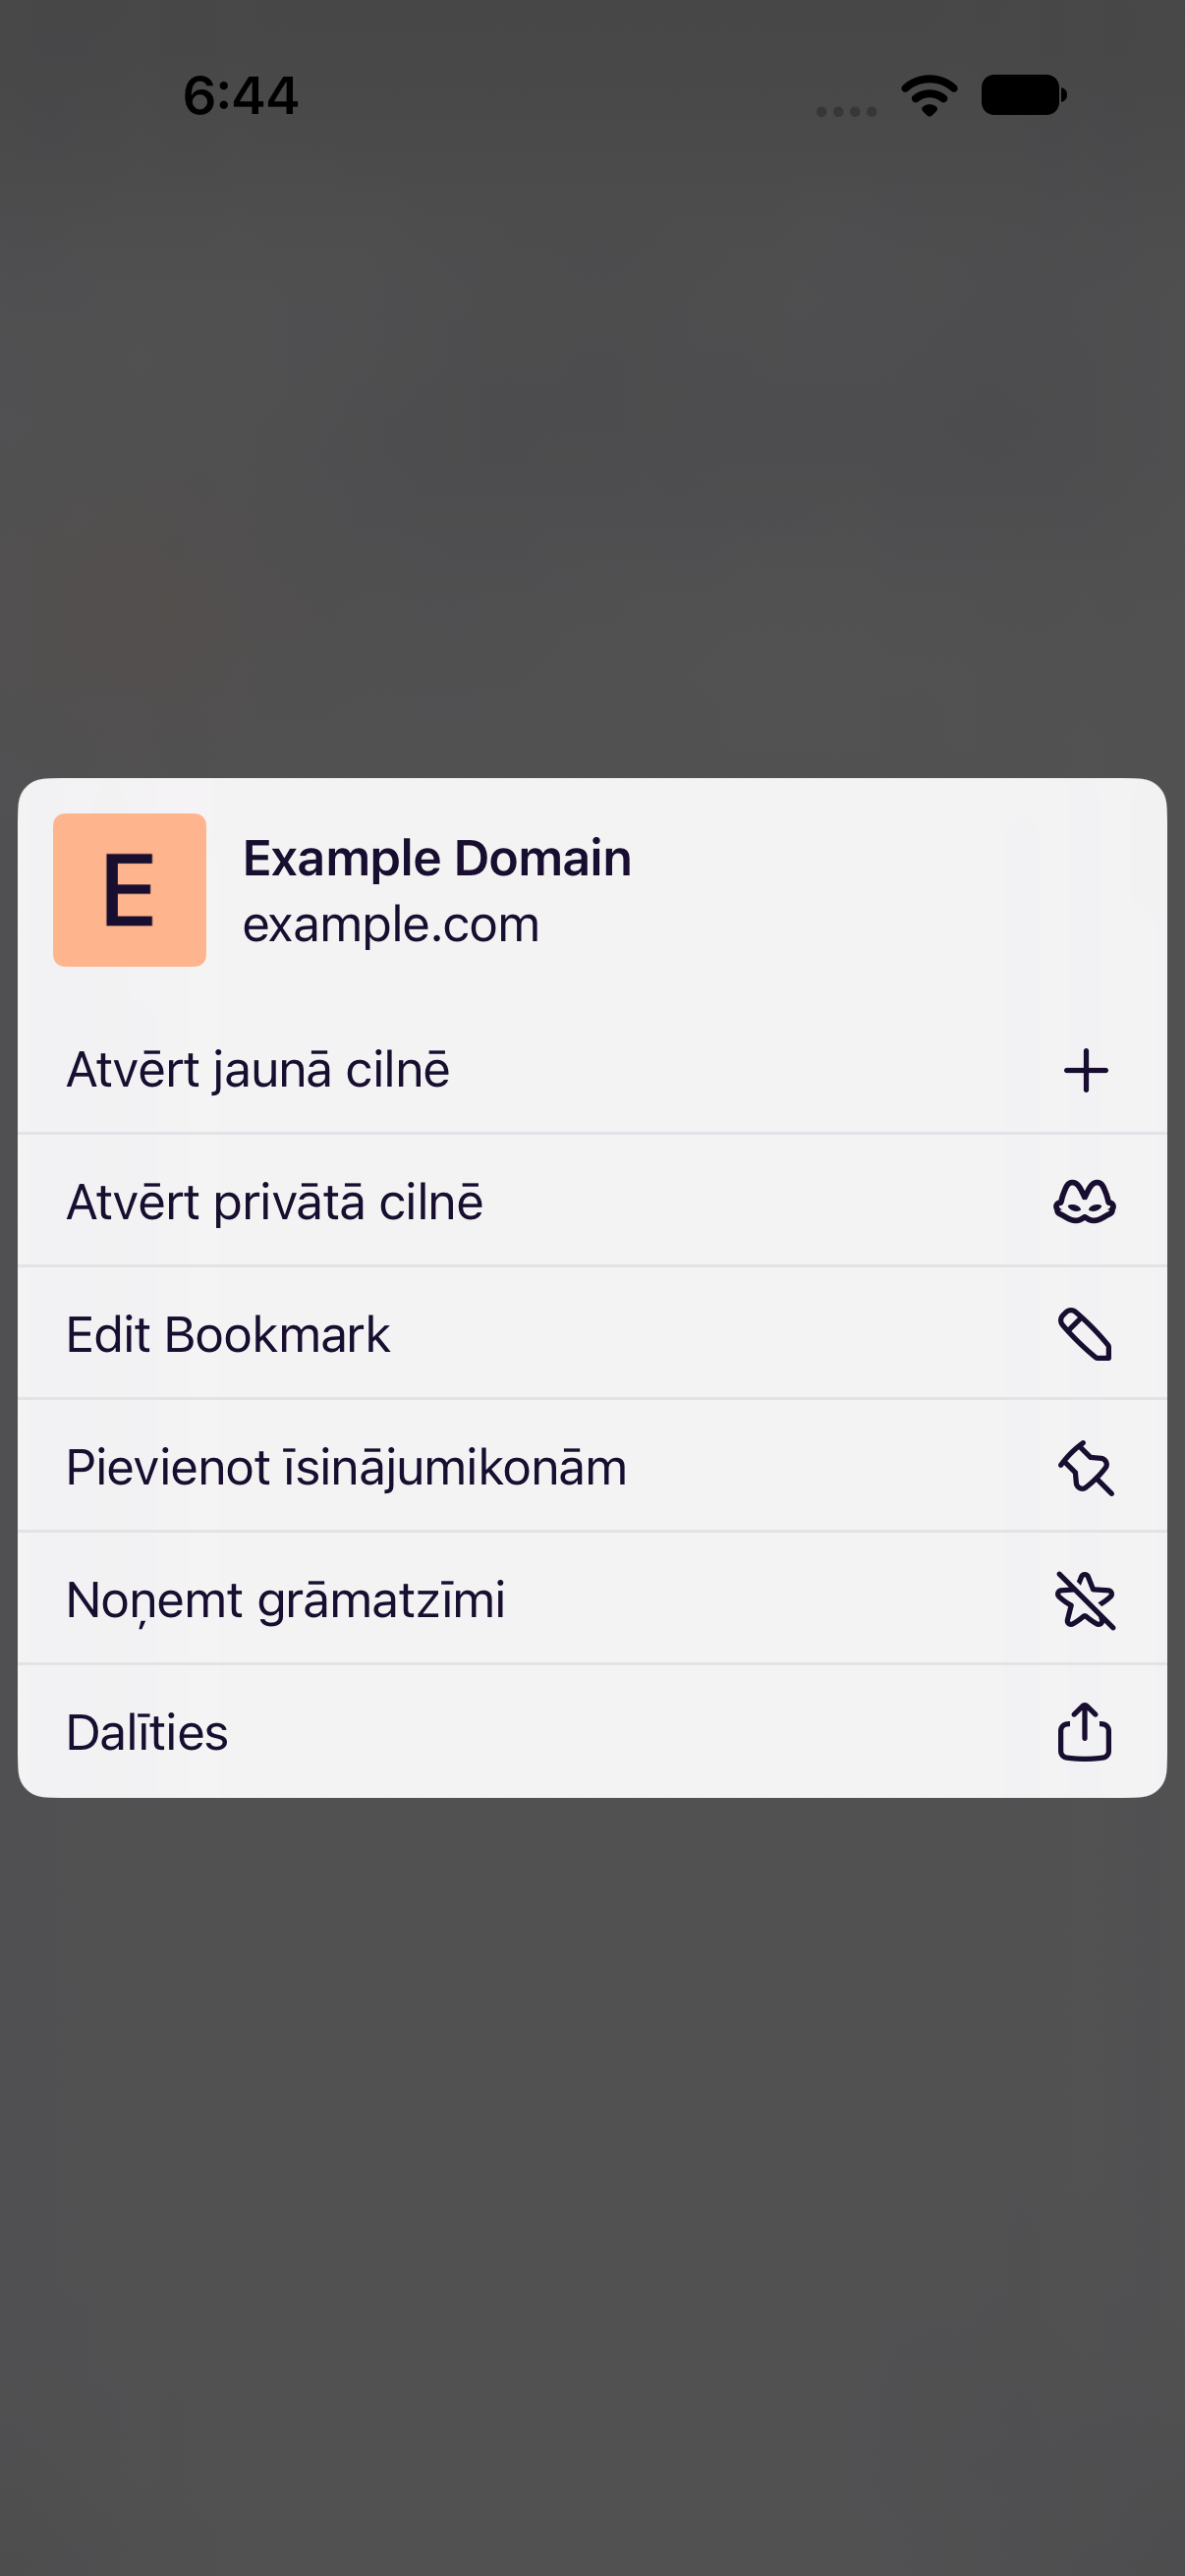 6:44
E
Example Domain
example.com
Atvērt jaunā cilnē
Atvērt privātā cilnē
Edit Bookmark
Pievienot īsinājumikonām
Noņemt grāmatzīmi
Dalīties